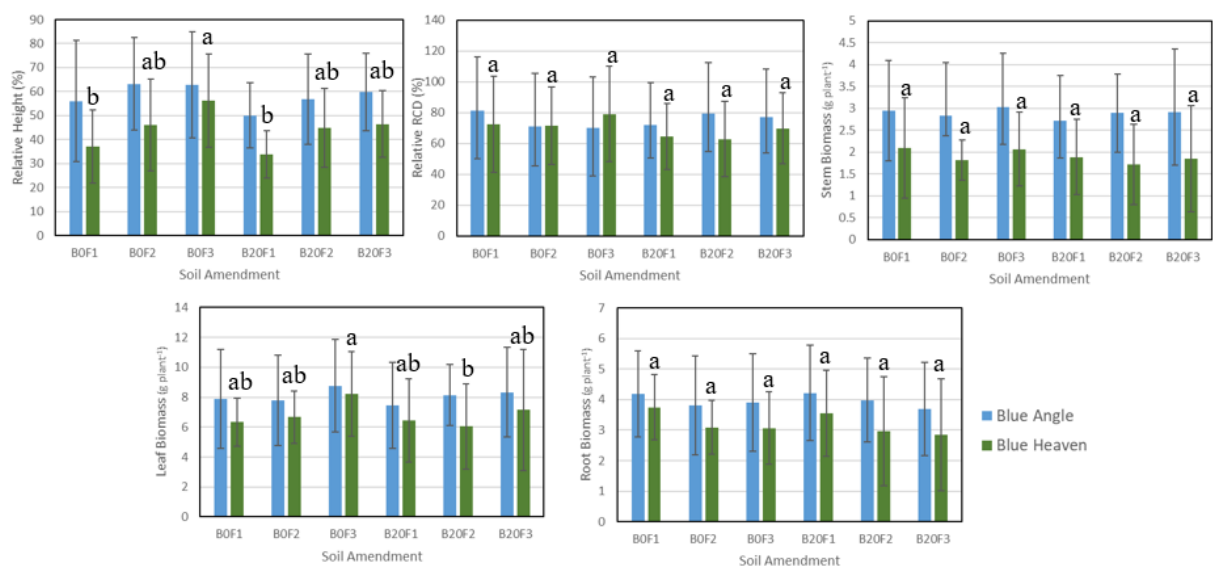 Relative Height (%)
90
80
70
60
50
40
30
20
10
0
b
ab
a
b
ab
ab
B0F1 B0F2 B0F3 B20F1 B20F2 B20F3
Soil Amendment
Relative RCD (%)
140
120
100
80
60
40
20
0
a
a
a
a
a
a
B0F1 B0F2 B0F3 B20F1 B20F2 B20F3
Soil Amendment
Stem Biomass (g plant⁻¹)
5
4.5
4
3.5
3
2.5
2
1.5
1
0.5
0
a
a
a
a
a
a
B0F1 B0F2 B0F3 B20F1 B20F2 B20F3
Soil Amendment
Leaf Biomass (g plant⁻¹)
14
12
10
8
6
4
2
0
ab
ab
a
ab
b
ab
B0F1 B0F2 B0F3 B20F1 B20F2 B20F3
Soil Amendment
Root Biomass (g plant⁻¹)
7
6
5
4
3
2
1
0
a
a
a
a
a
a
B0F1 B0F2 B0F3 B20F1 B20F2 B20F3
Soil Amendment
Blue Angle
Blue Heaven